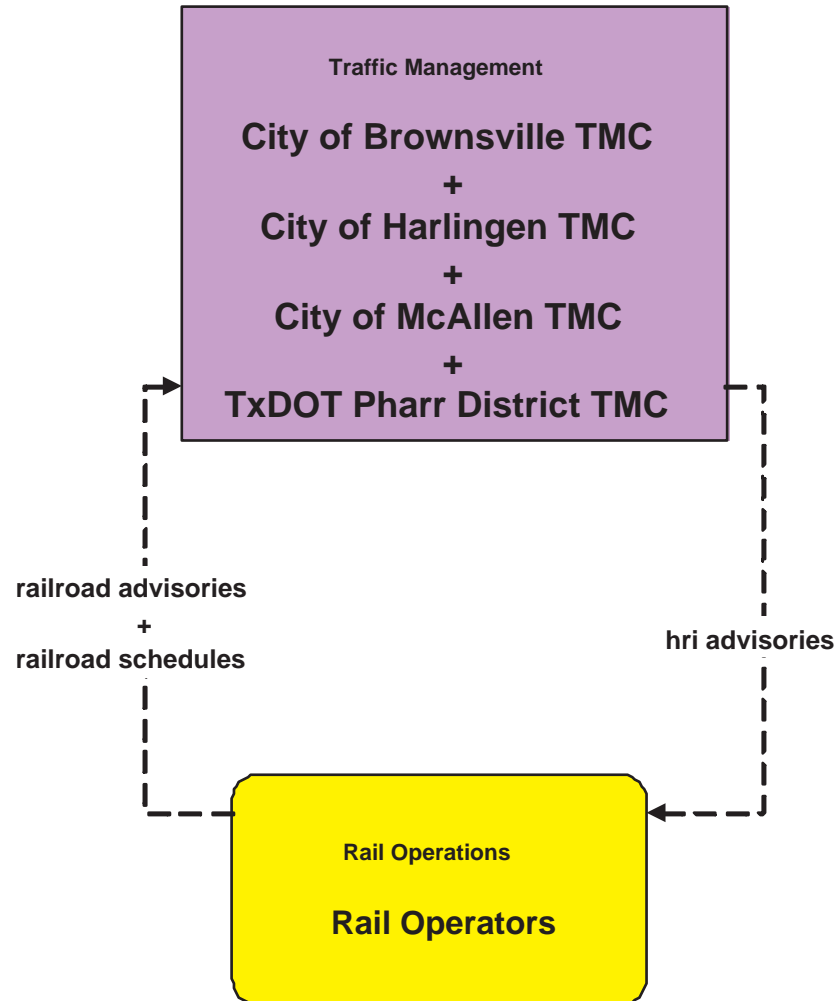 Traffic Management
City of Brownsville TMC
+
City of Harlingen TMC
+
City of McAllen TMC
+
TxDOT Pharr District TMC
railroad advisories
+
railroad schedules
hri advisories
Rail Operations
Rail Operators